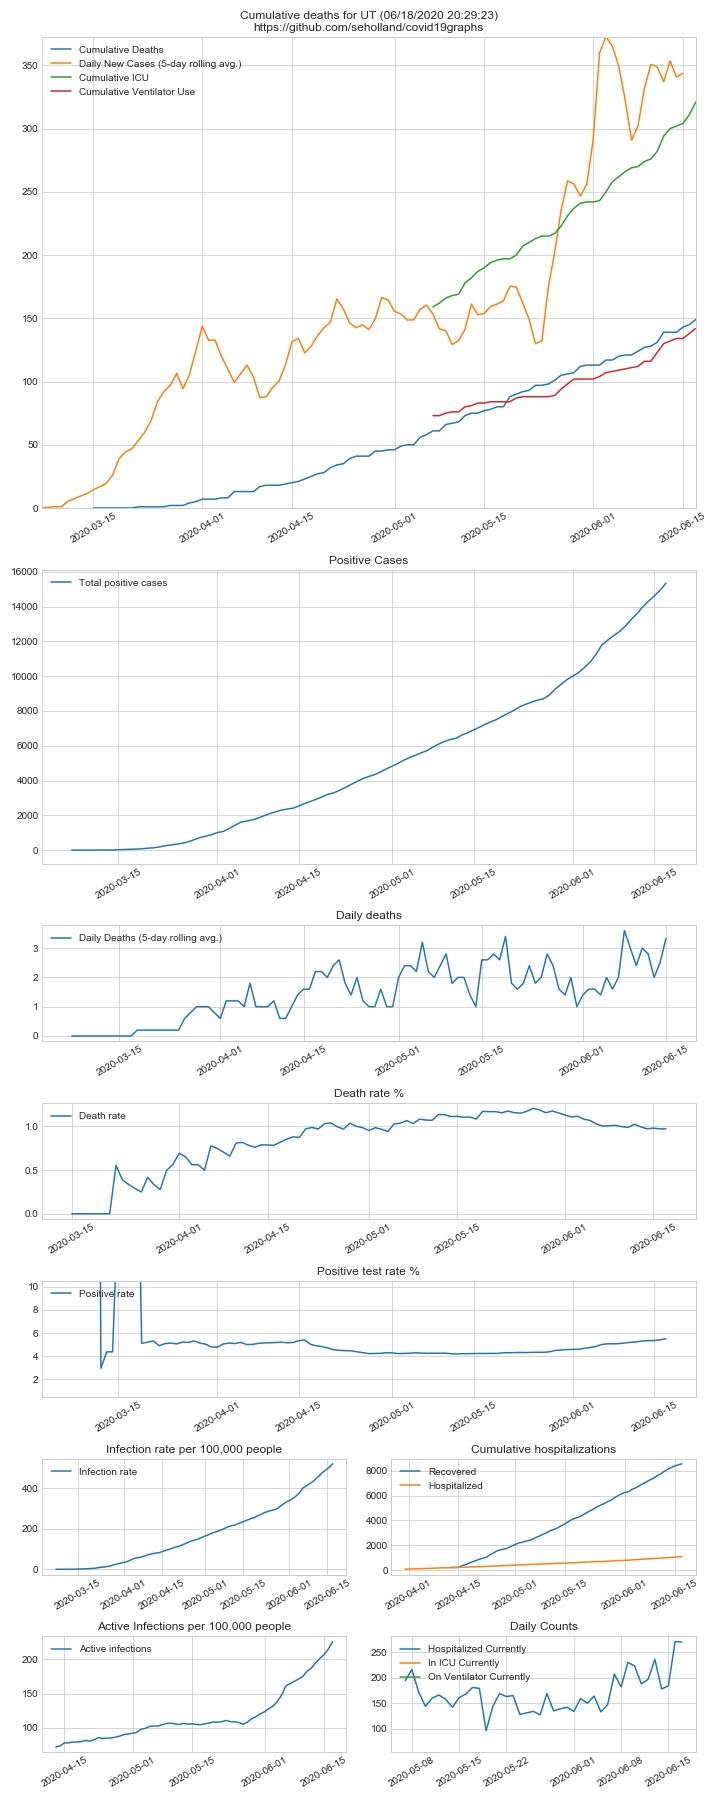 Cumulative deaths for UT (06/18/2020 20:29:23)
https://github.com/seholland/covid19graphs
Cumulative Deaths
Daily New Cases (5-day rolling avg.)
Cumulative ICU
Cumulative Ventilator Use
350
300
250
200
150
100
50
0
2020-03-15 2020-04-01 2020-04-15 2020-05-01 2020-05-15 2020-06-01 2020-06-15
Positive Cases
Total positive cases
16000
14000
12000
10000
8000
6000
4000
2000
0
2020-03-15 2020-04-01 2020-04-15 2020-05-01 2020-05-15 2020-06-01 2020-06-15
Daily deaths
Daily Deaths (5-day rolling avg.)
3
2
1
0
2020-03-15 2020-04-01 2020-04-15 2020-05-01 2020-05-15 2020-06-01 2020-06-15
Death rate %
Death rate
1.0
0.5
0.0
2020-03-15 2020-04-01 2020-04-15 2020-05-01 2020-05-15 2020-06-01 2020-06-15
Positive test rate %
Positive rate
10
8
6
4
2
2020-03-15 2020-04-01 2020-04-15 2020-05-01 2020-05-15 2020-06-01 2020-06-15
Infection rate per 100,000 people
Infection rate
400
200
0
2020-03-15 2020-04-01 2020-04-15 2020-05-01 2020-05-15 2020-06-01 2020-06-15
Cumulative hospitalizations
Recovered
Hospitalized
8000
6000
4000
2000
0
2020-04-01 2020-04-15 2020-05-01 2020-05-15 2020-06-01 2020-06-15
Active Infections per 100,000 people
Active infections
200
150
100
2020-04-15 2020-05-01 2020-05-15 2020-06-01 2020-06-15
Daily Counts
Hospitalized Currently
In ICU Currently
On Ventilator Currently
250
200
150
100
2020-05-08 2020-05-15 2020-05-22 2020-06-01 2020-06-08 2020-06-15